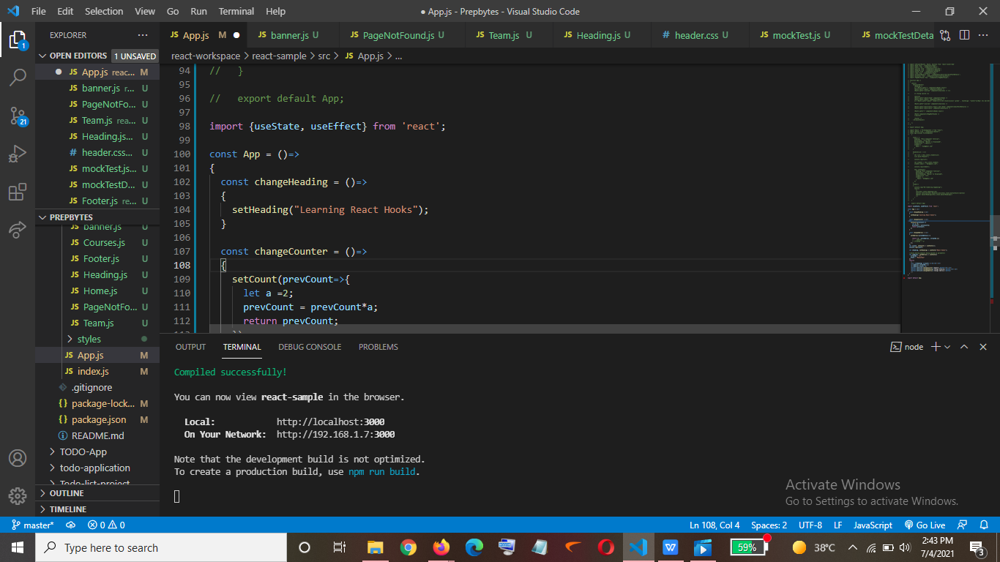 File Edit Selection View Go Run Terminal Help
● App.js - Prepbytes - Visual Studio Code
EXPLORER
OPEN EDITORS 1 UNSAVED
JS App.js reac... M
JS banner.js r... U
JS PageNotFo... U
JS Team.js rea... U
JS Heading.js... U
# header.css... U
JS mockTest.js... U
JS mockTestD... U
JS Footer.js re... U
PREPBYTES
JS banner.js U
JS Courses.js U
JS Footer.js U
JS Heading.js U
JS Home.js U
JS PageNotFo... U
JS Team.js U
styles
JS App.js M
JS index.js M
.gitignore
{} package-lock... M
{} package.json M
README.md
TODO-App
todo-application
Todo-list-project
OUTLINE
TIMELINE
JS App.js M
JS banner.js U
JS PageNotFound.js U
JS Team.js U
JS Heading.js U
# header.css U
JS mockTest.js U
JS mockTestDeta
react-workspace > react-sample > src > JS App.js > ...
94 // }
95
96 // export default App;
97
98 import {useState, useEffect} from 'react';
99
100 const App = ()=>
101 {
102 const changeHeading = ()=>
103 {
104 setHeading("Learning React Hooks");
105 }
106
107 const changeCounter = ()=>
108 {
109 setCount(prevCount=>{
110 let a =2;
111 prevCount = prevCount*a;
112 return prevCount;
113 })
OUTPUT TERMINAL DEBUG CONSOLE PROBLEMS
node
Compiled successfully!
You can now view react-sample in the browser.
Local: http://localhost:3000
On Your Network: http://192.168.1.7:3000
Note that the development build is not optimized.
To create a production build, use npm run build.
Activate Windows
Go to Settings to activate Windows.
1
21
master* 0 0
Ln 108, Col 4 Spaces: 2 UTF-8 LF JavaScript Go Live
Type here to search
59%
38°C
2:43 PM
7/4/2021
3